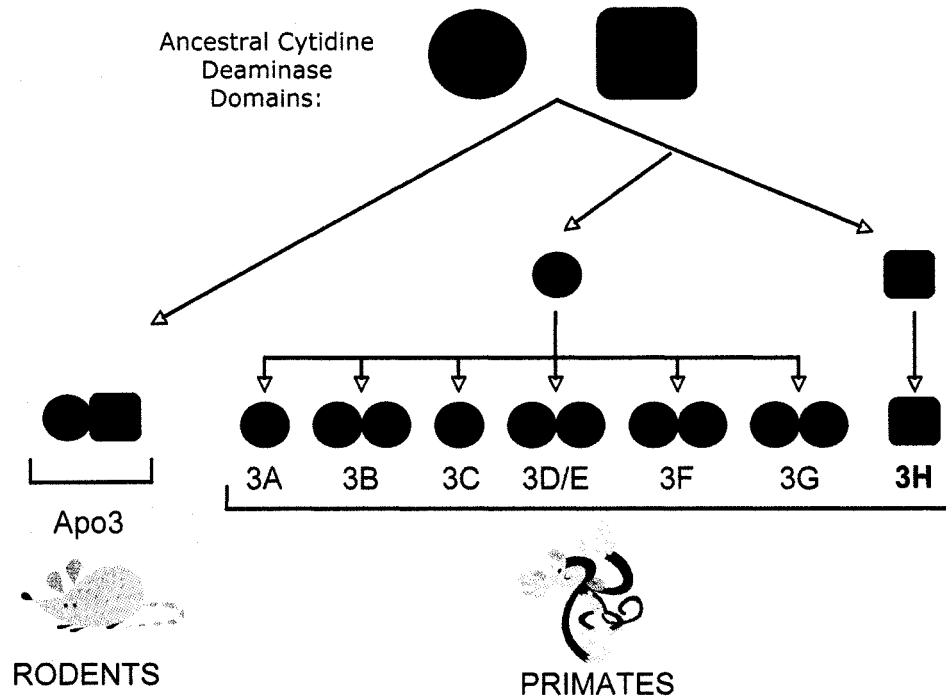 Ancestral Cytidine
Deaminase
Domains:
3A 3B 3C 3D/E 3F 3G 3H
Apo3
RODENTS
PRIMATES